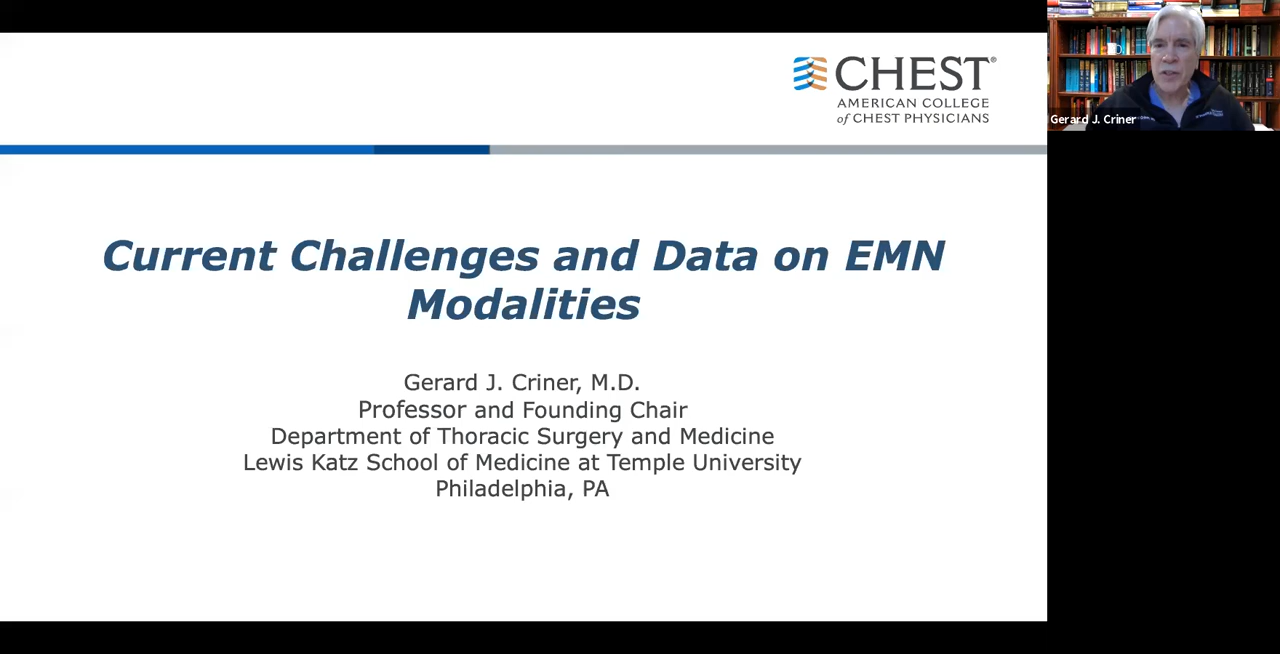 CHEST®
AMERICAN COLLEGE
of CHEST PHYSICIANS
Gerard J. Criner
Current Challenges and Data on EMN
Modalities
Gerard J. Criner, M.D.
Professor and Founding Chair
Department of Thoracic Surgery and Medicine
Lewis Katz School of Medicine at Temple University
Philadelphia, PA